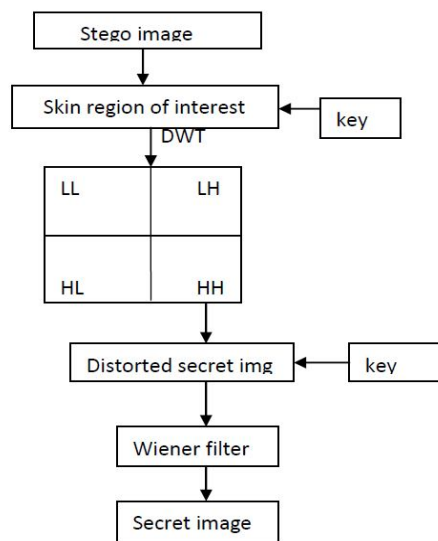 Stego image
Skin region of interest
key
DWT
LL LH
HL HH
Distorted secret img
key
Wiener filter
Secret image